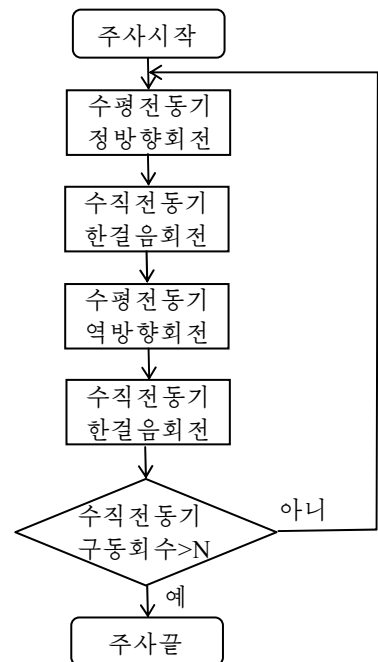 주사시작
수평전동기
정방향회전
수직전동기
한걸음회전
수평전동기
역방향회전
수직전동기
한걸음회전
수직전동기
구동회수>N
아니
예
주사끝